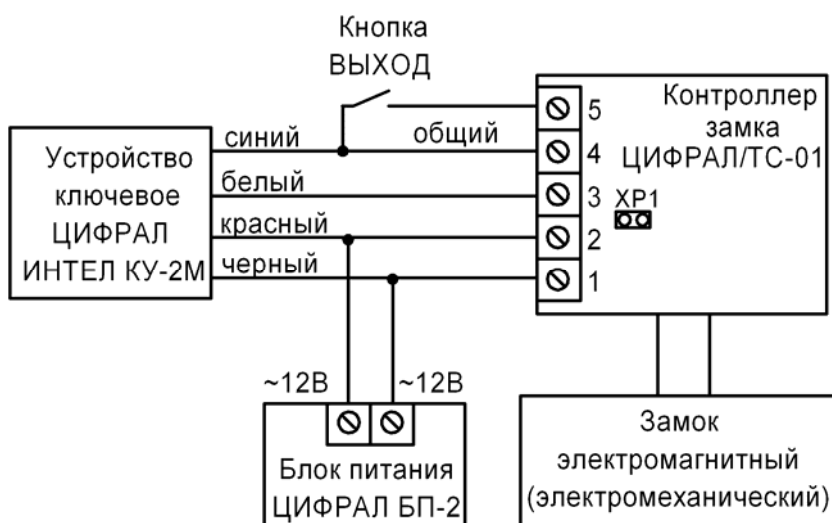 Кнопка
ВЫХОД
Устройство
ключевое
ЦИФРАЛ
ИНТЕЛ КУ-2М
синий
общий
белый
красный
черный
5
4
3
2
1
Контроллер
замка
ЦИФРАЛ/ТС-01
XP1
~12В
~12В
Блок питания
ЦИФРАЛ БП-2
Замок
электромагнитный
(электромеханический)